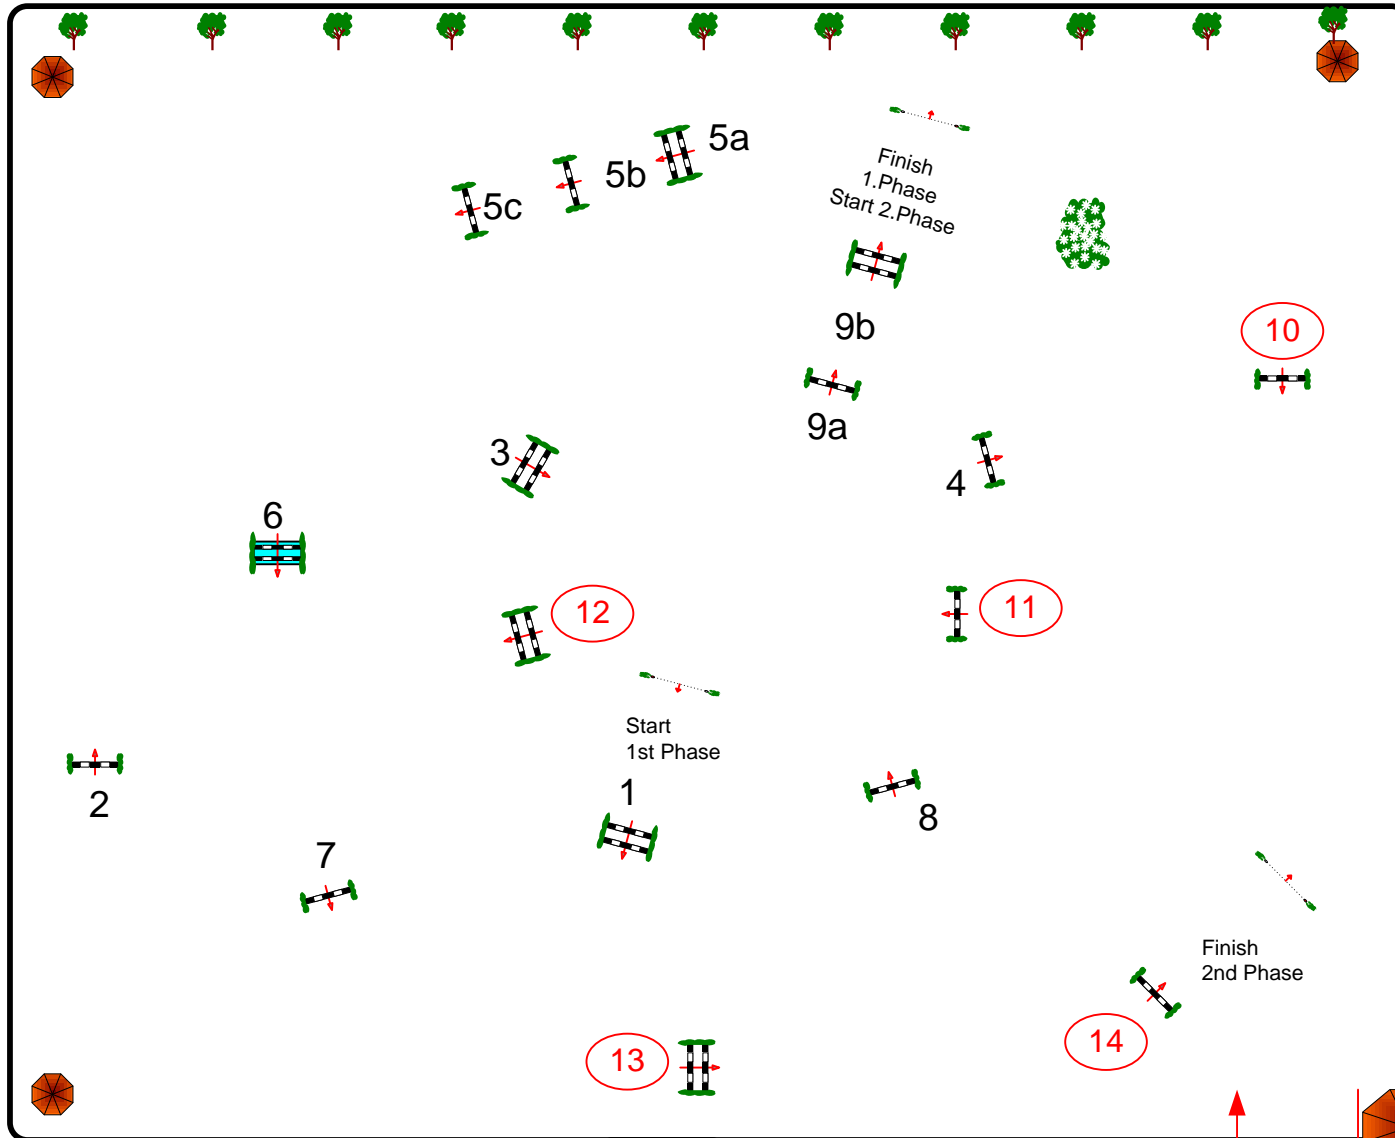 5a
5b
5c
Finish
1.Phase
Start 2.Phase
9b
10
9a
3
4
6
12
11
Start
1st Phase
2
1
8
7
Finish
2nd Phase
13
14